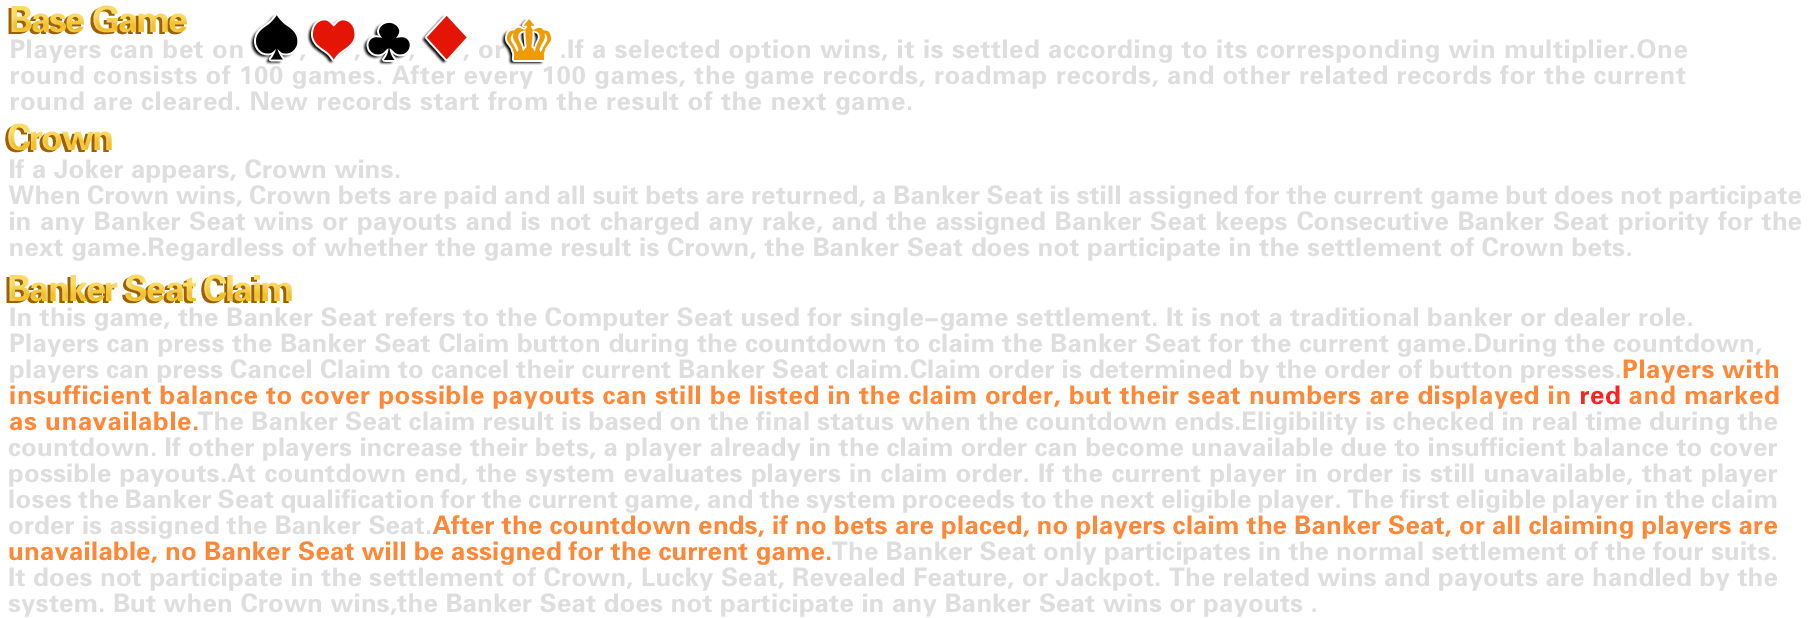 Base Game
Players can bet on , , , , or .If a selected option wins, it is settled according to its corresponding win multiplier.One
round consists of 100 games. After every 100 games, the game records, roadmap records, and other related records for the current
round are cleared. New records start from the result of the next game.
Crown
If a Joker appears, Crown wins.
When Crown wins, Crown bets are paid and all suit bets are returned, a Banker Seat is still assigned for the current game but does not participate
in any Banker Seat wins or payouts and is not charged any rake, and the assigned Banker Seat keeps Consecutive Banker Seat priority for the
next game.Regardless of whether the game result is Crown, the Banker Seat does not participate in the settlement of Crown bets.
Banker Seat Claim
In this game, the Banker Seat refers to the Computer Seat used for single-game settlement. It is not a traditional banker or dealer role.
Players can press the Banker Seat Claim button during the countdown to claim the Banker Seat for the current game.During the countdown,
players can press Cancel Claim to cancel their current Banker Seat claim.Claim order is determined by the order of button presses.Players with
insufficient balance to cover possible payouts can still be listed in the claim order, but their seat numbers are displayed in red and marked
as unavailable.The Banker Seat claim result is based on the final status when the countdown ends.Eligibility is checked in real time during the
countdown. If other players increase their bets, a player already in the claim order can become unavailable due to insufficient balance to cover
possible payouts.At countdown end, the system evaluates players in claim order. If the current player in order is still unavailable, that player
loses the Banker Seat qualification for the current game, and the system proceeds to the next eligible player. The first eligible player in the claim
order is assigned the Banker Seat.After the countdown ends, if no bets are placed, no players claim the Banker Seat, or all claiming players are
unavailable, no Banker Seat will be assigned for the current game.The Banker Seat only participates in the normal settlement of the four suits.
It does not participate in the settlement of Crown, Lucky Seat, Revealed Feature, or Jackpot. The related wins and payouts are handled by the
system. But when Crown wins,the Banker Seat does not participate in any Banker Seat wins or payouts .